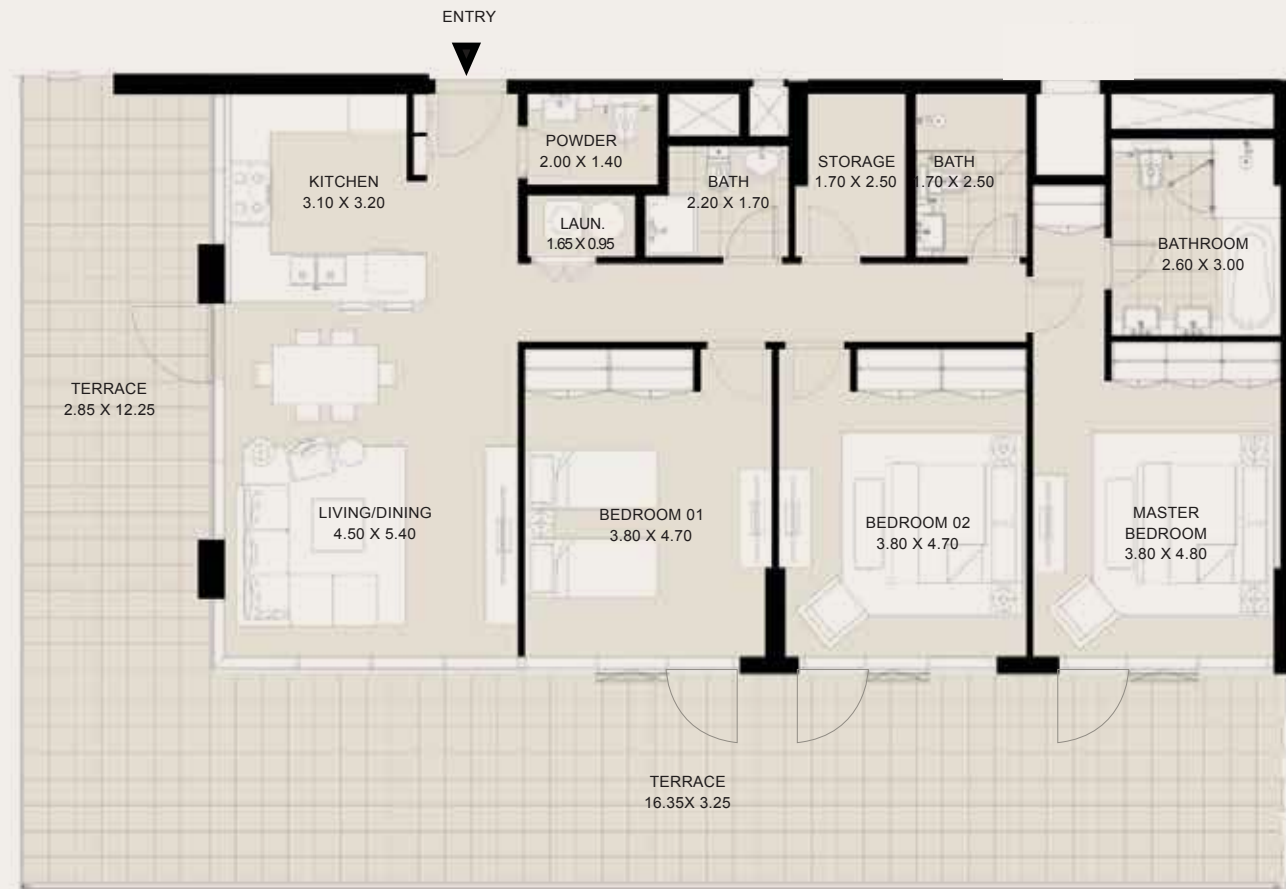 ENTRY
POWDER
2.00 X 1.40
KITCHEN
3.10 X 3.20
BATH
2.20 X 1.70
STORAGE
1.70 X 2.50
BATH
1.70 X 2.50
LAUN.
1.65 X 0.95
BATHROOM
2.60 X 3.00
TERRACE
2.85 X 12.25
LIVING/DINING
4.50 X 5.40
BEDROOM 01
3.80 X 4.70
BEDROOM 02
3.80 X 4.70
MASTER
BEDROOM
3.80 X 4.80
TERRACE
16.35X 3.25